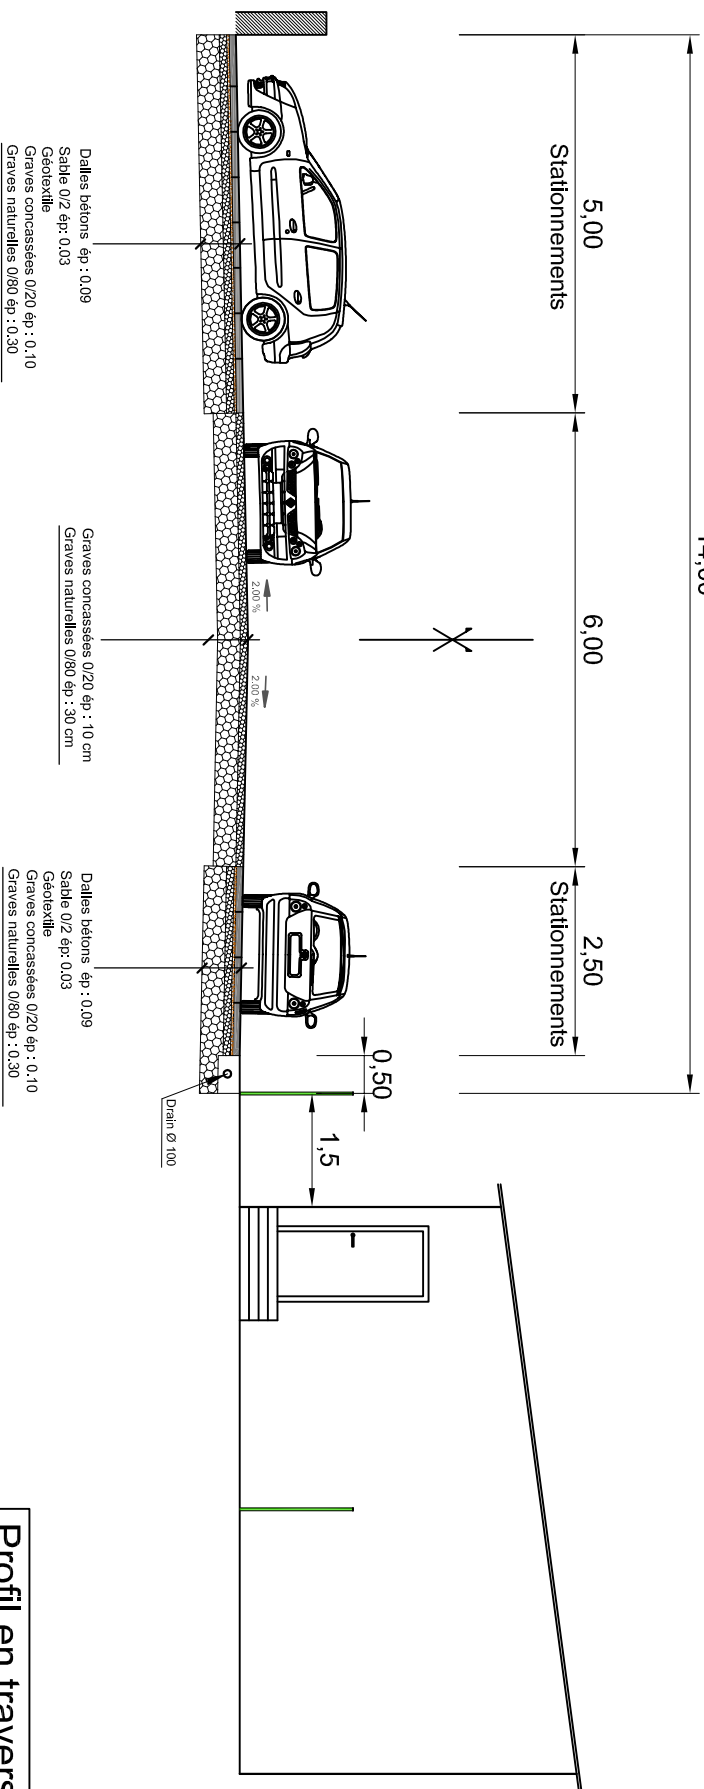 5,00
Stationnements
6,00
2,50
Stationnements
0,50
1,5
2.00 %
2.00 %
Dalles bétons ép : 0.09
Sable 0/2 ép: 0.03
Géotextile
Graves concassées 0/20 ép : 0.10
Graves naturelles 0/80 ép : 0.30
Graves concassées 0/20 ép : 10 cm
Graves naturelles 0/80 ép : 30 cm
Dalles bétons ép : 0.09
Sable 0/2 ép: 0.03
Géotextile
Graves concassées 0/20 ép : 0.10
Graves naturelles 0/80 ép : 0.30
Drain Ø 100
Profil en travers